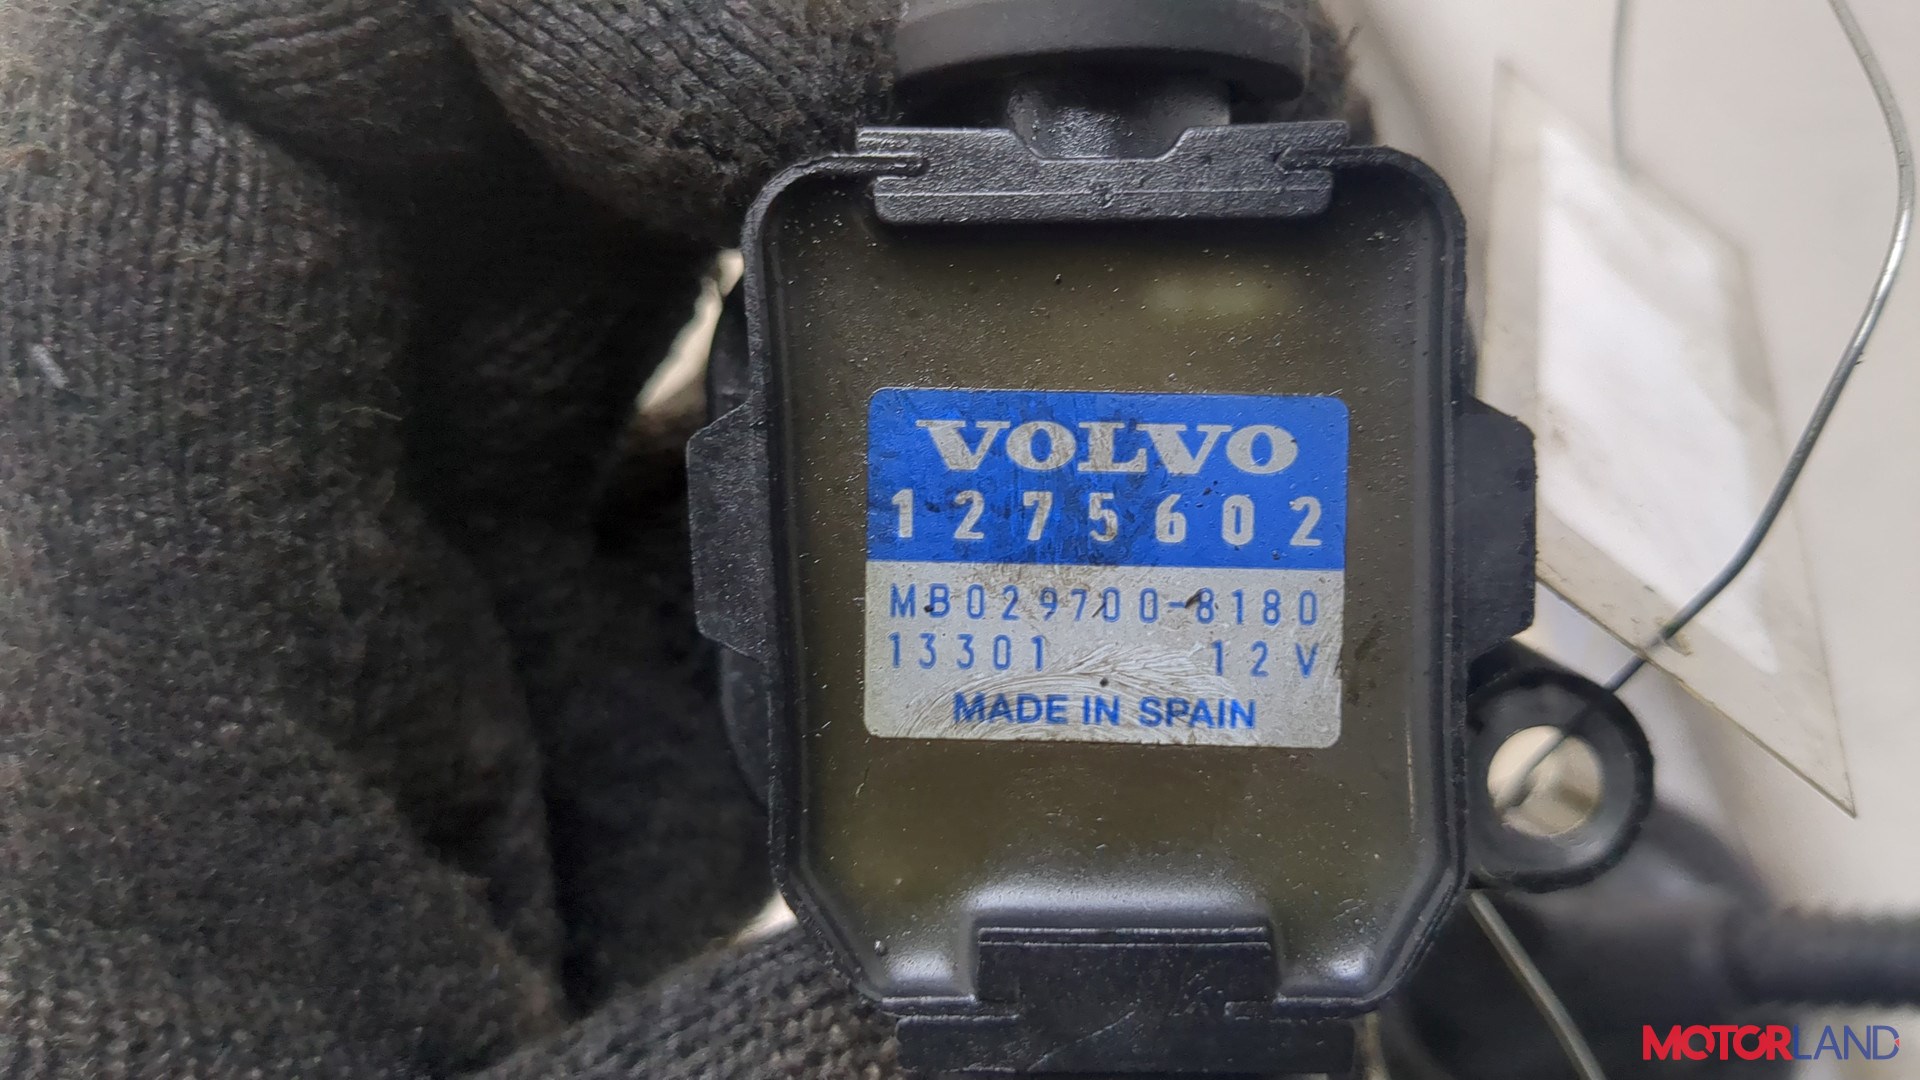 VOLVO
1275602
MB029700-8180
13301 12V
MADE IN SPAIN
MOTORLAND